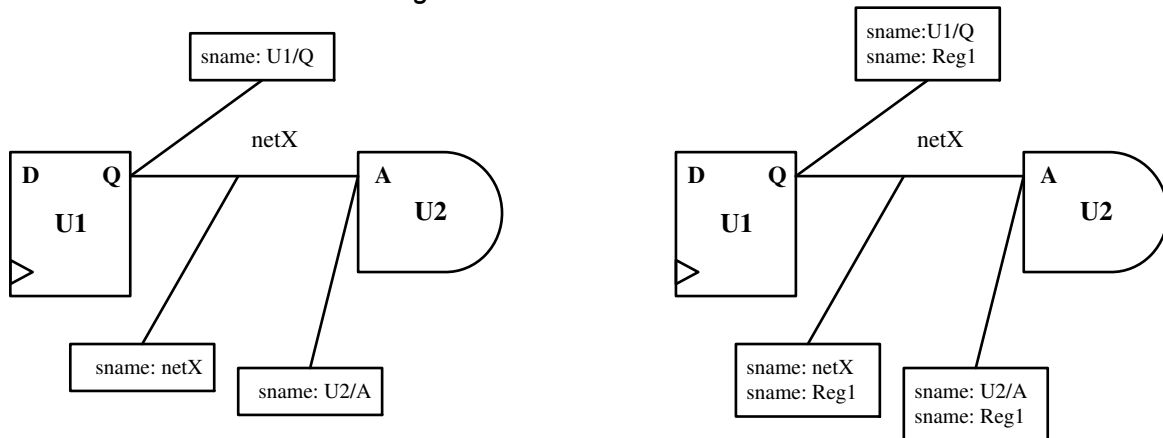 sname: U1/Q
netX
D Q
A
U1
U2
sname: netX
sname: U2/A
sname:U1/Q
sname: Reg1
netX
D Q
A
U1
U2
sname: netX
sname: Reg1
sname: U2/A
sname: Reg1